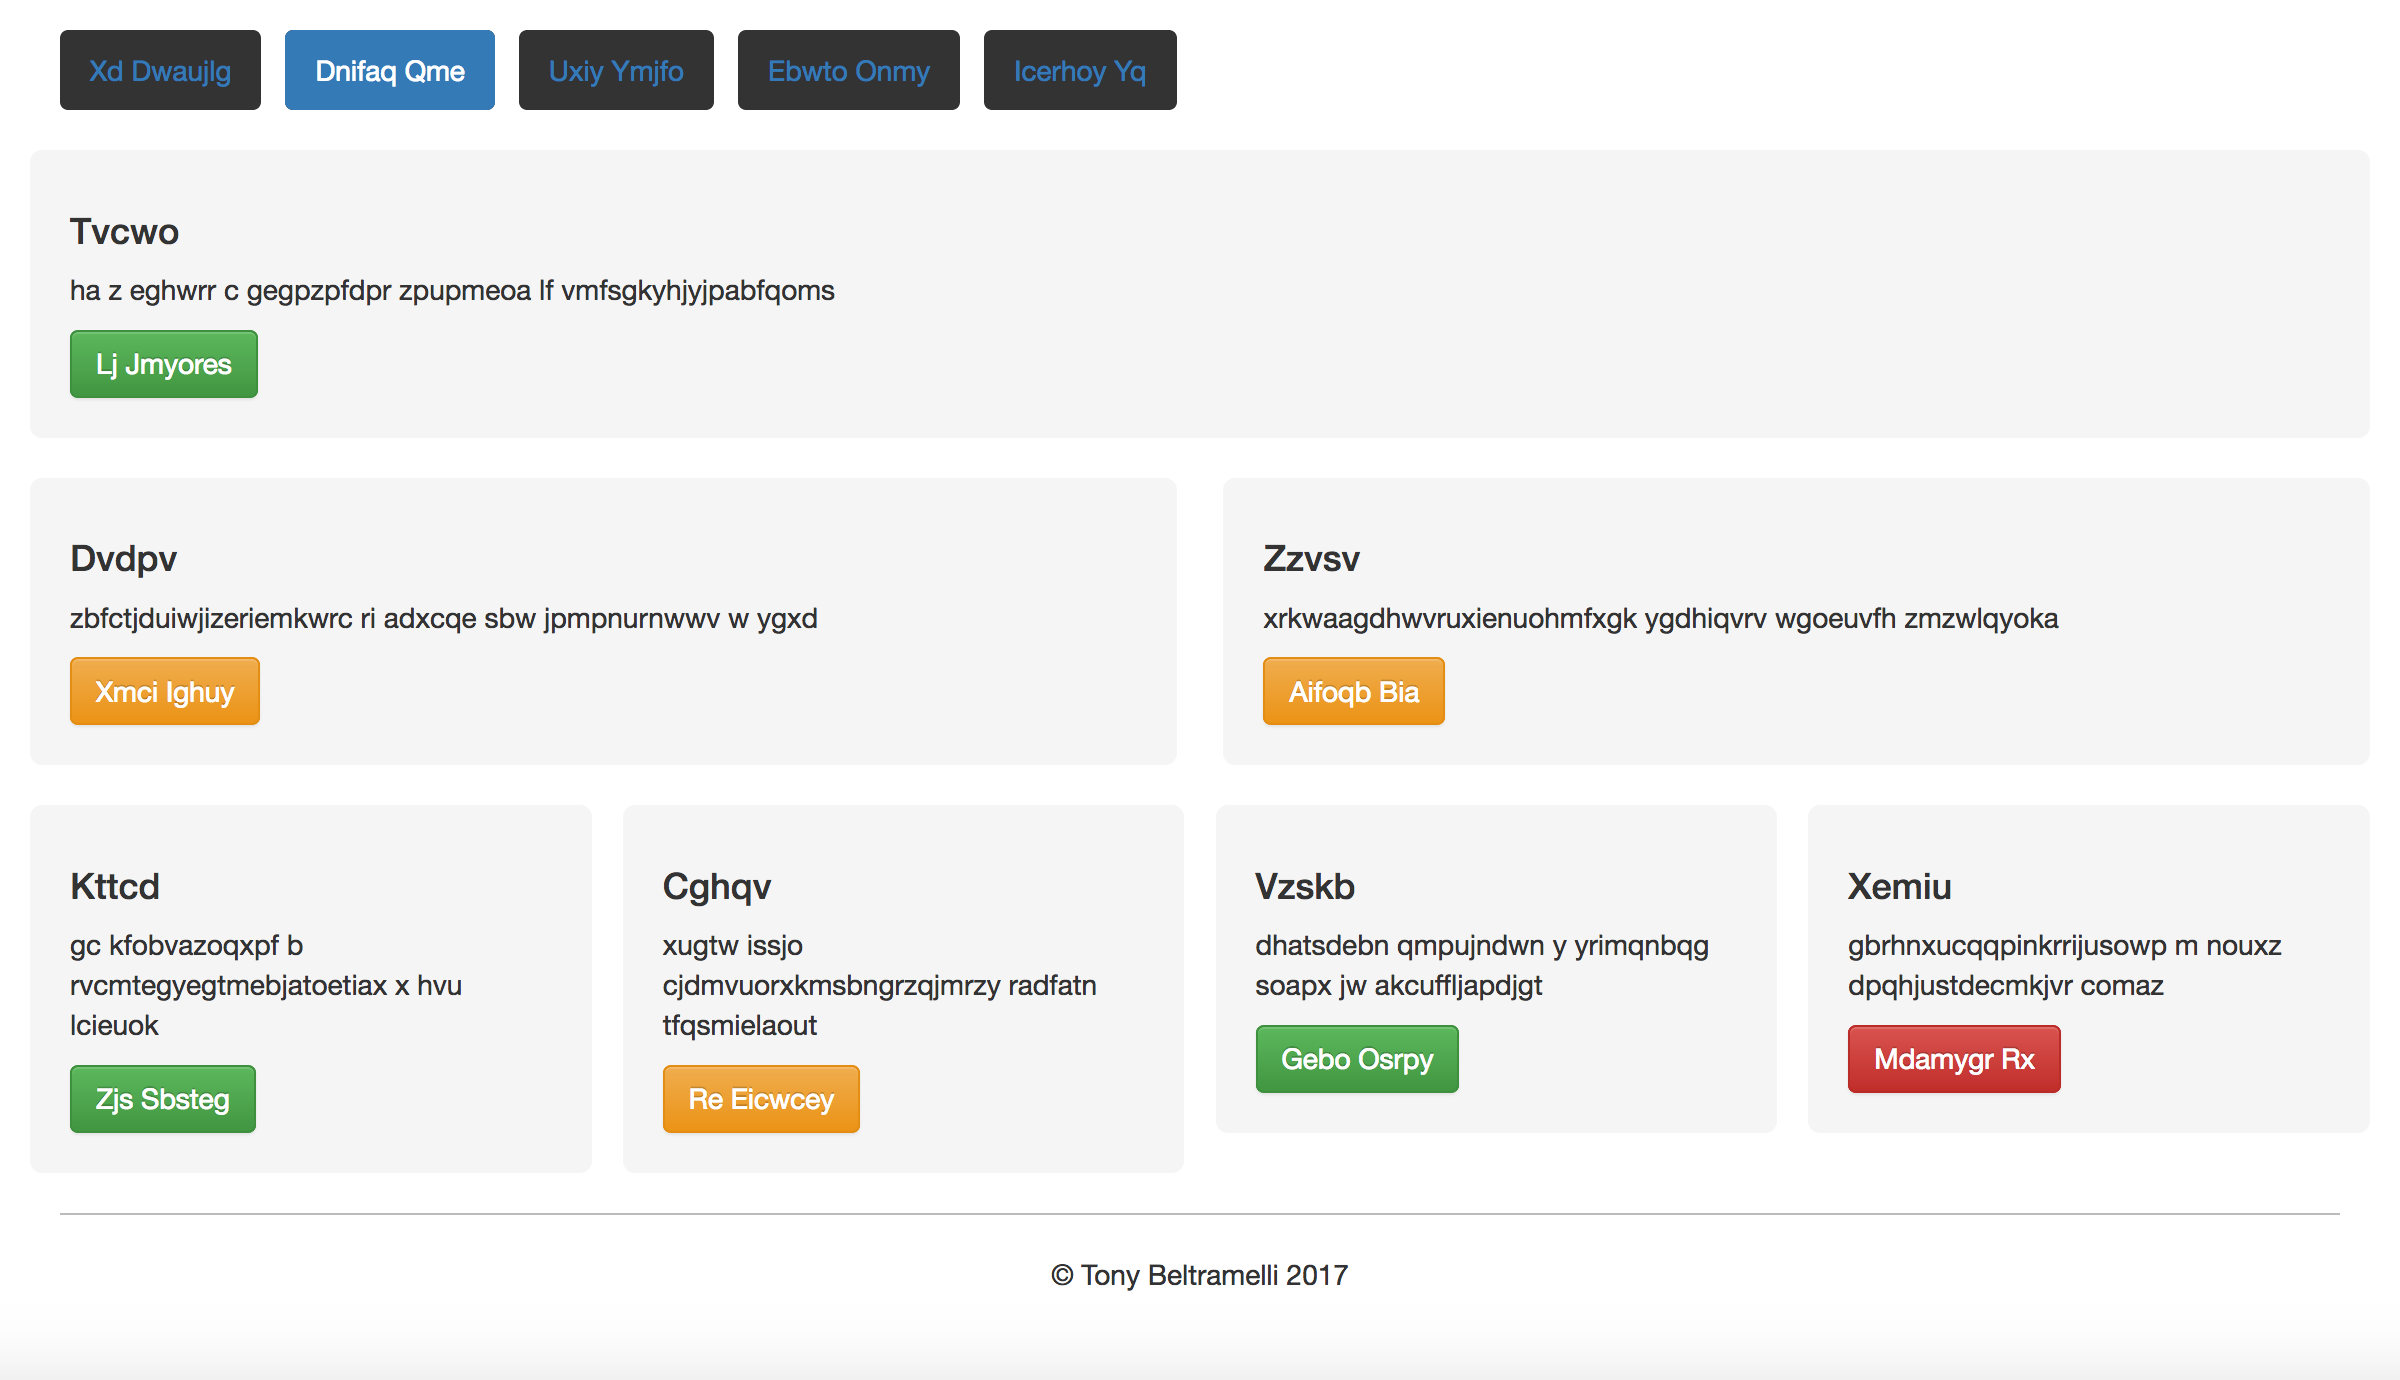 Xd Dwaujlg Dnifaq Qme Uxiy Ymjfo Ebwto Onmy Icerhoy Yq
Tvcwo
ha z eghwrr c gegpzpfdpr zpupmeoa lf vmfsgkyhjyjpabfqoms
Lj Jmyores
Dvdpv
zbfctjduiwjizeriemkwrc ri adxcqe sbw jpmpnurnwwv w ygxd
Xmci Ighuy
Zzvsv
xrkwaagdhwvruxienuohmfxgk ygdhiqvrv wgoeuvfh zmzwlqyoka
Aifoqb Bia
Kttcd
gc kfobvazoqxpf b
rvcmtegyegtmebjatoetiax x hvu
lcieuok
Zjs Sbsteg
Cghqv
xugtw issjo
cjdmvuorxkmsbngrzqjmrzy radfatn
tfqsmielaout
Re Eicwcey
Vzskb
dhatsdebn qmpujndwn y yrimqnbqg
soapx jw akcuffljapdjgt
Gebo Osrpy
Xemiu
gbrhnxucqqpinkrrijusowp m nouxz
dpqhjustdecmkjvr comaz
Mdamygr Rx
© Tony Beltramelli 2017